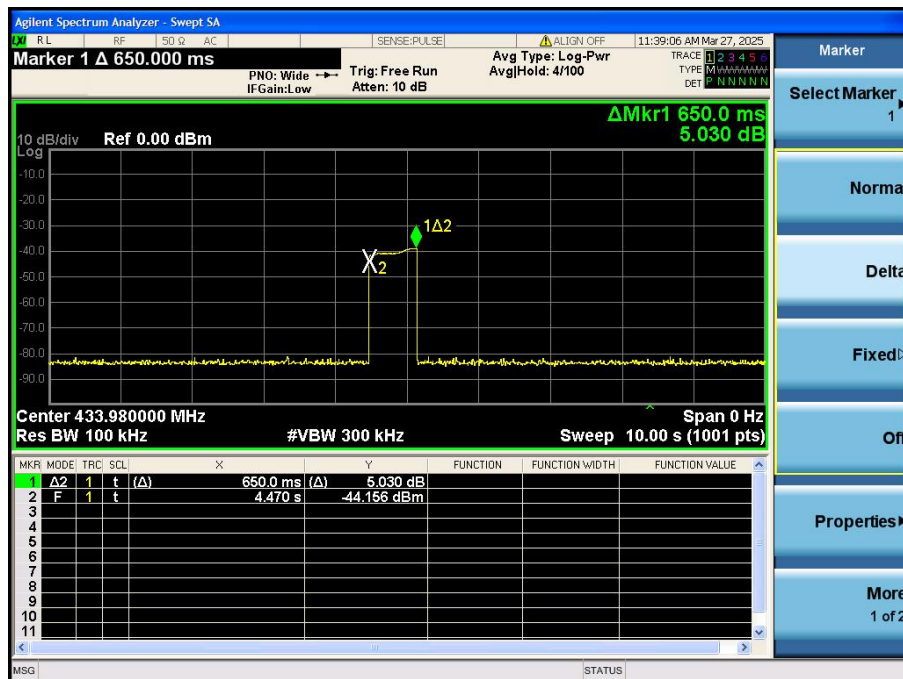 Agilent Spectrum Analyzer - Swept SA
LXI RL RF 50 Ω AC SENSE:PULSE ALIGN OFF 11:39:06 AM Mar 27, 2025
Marker 1 Δ 650.000 ms
PNO: Wide
IFGain:Low
Trig: Free Run
Atten: 10 dB
Avg Type: Log-Pwr
Avg|Hold: 4/100
TRACE 1 2 3 4 5 6
TYPE MWWWWW
DET P N N N N N
ΔMkr1 650.0 ms
5.030 dB
10 dB/div Ref 0.00 dBm
Log
-10.0
-20.0
-30.0
1Δ2
-40.0
X2
-50.0
-60.0
-70.0
-80.0
-90.0
Center 433.980000 MHz Span 0 Hz
Res BW 100 kHz #VBW 300 kHz Sweep 10.00 s (1001 pts)
MKR MODE TRC SCL X Y FUNCTION FUNCTION WIDTH FUNCTION VALUE
1 Δ2 1 t (Δ) 650.0 ms (Δ) 5.030 dB
2 F 1 t 4.470 s -44.156 dBm
3
4
5
6
7
8
9
10
11
MSG STATUS
Marker
Select Marker
1
Norma
Delta
Fixed
Of
Properties
More
1 of 2